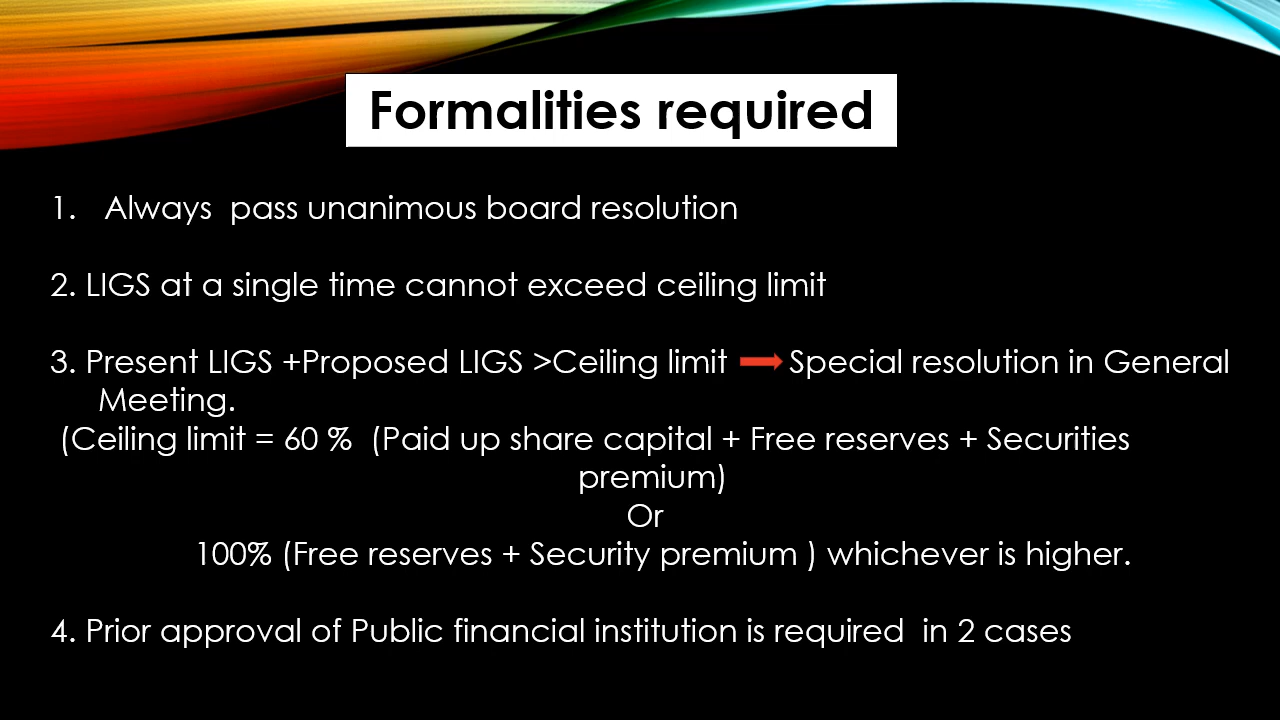 Formalities required
1. Always pass unanimous board resolution
2. LIGS at a single time cannot exceed ceiling limit
3. Present LIGS +Proposed LIGS >Ceiling limit Special resolution in General
Meeting.
(Ceiling limit = 60 % (Paid up share capital + Free reserves + Securities
premium)
Or
100% (Free reserves + Security premium ) whichever is higher.
4. Prior approval of Public financial institution is required in 2 cases